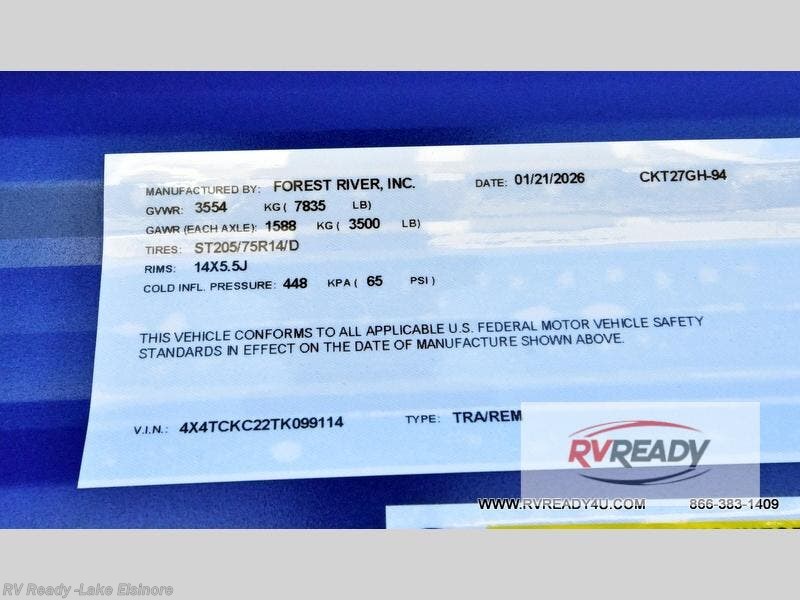 MANUFACTURED BY: FOREST RIVER, INC. DATE: 01/21/2026 CKT27GH-94
GVWR: 3554 KG ( 7835 LB)
GAWR (EACH AXLE): 1588 KG ( 3500 LB)
TIRES: ST205/75R14/D
RIMS: 14X5.5J
COLD INFL. PRESSURE: 448 KPA ( 65 PSI )
THIS VEHICLE CONFORMS TO ALL APPLICABLE U.S. FEDERAL MOTOR VEHICLE SAFETY
STANDARDS IN EFFECT ON THE DATE OF MANUFACTURE SHOWN ABOVE.
V.I.N.: 4X4TCKC22TK099114 TYPE: TRA/REM
RVREADY
WWW.RVREADY4U.COM 866-383-1409
RV Ready -Lake Elsinore